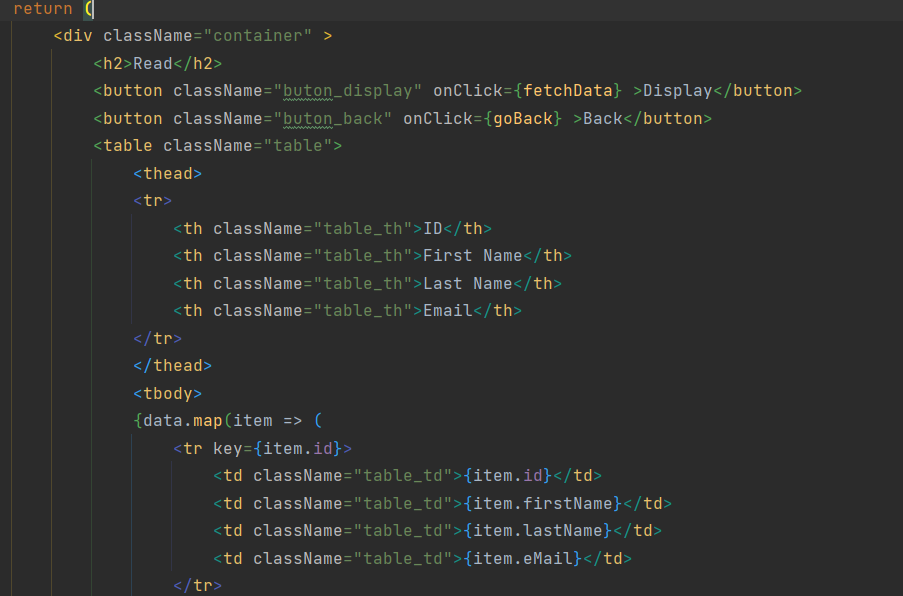 return (
<div className="container" >
<h2>Read</h2>
<button className="buton_display" onClick={fetchData} >Display</button>
<button className="buton_back" onClick={goBack} >Back</button>
<table className="table">
<thead>
<tr>
<th className="table_th">ID</th>
<th className="table_th">First Name</th>
<th className="table_th">Last Name</th>
<th className="table_th">Email</th>
</tr>
</thead>
<tbody>
{data.map(item => (
<tr key={item.id}>
<td className="table_td">{item.id}</td>
<td className="table_td">{item.firstName}</td>
<td className="table_td">{item.lastName}</td>
<td className="table_td">{item.eMail}</td>
</tr>